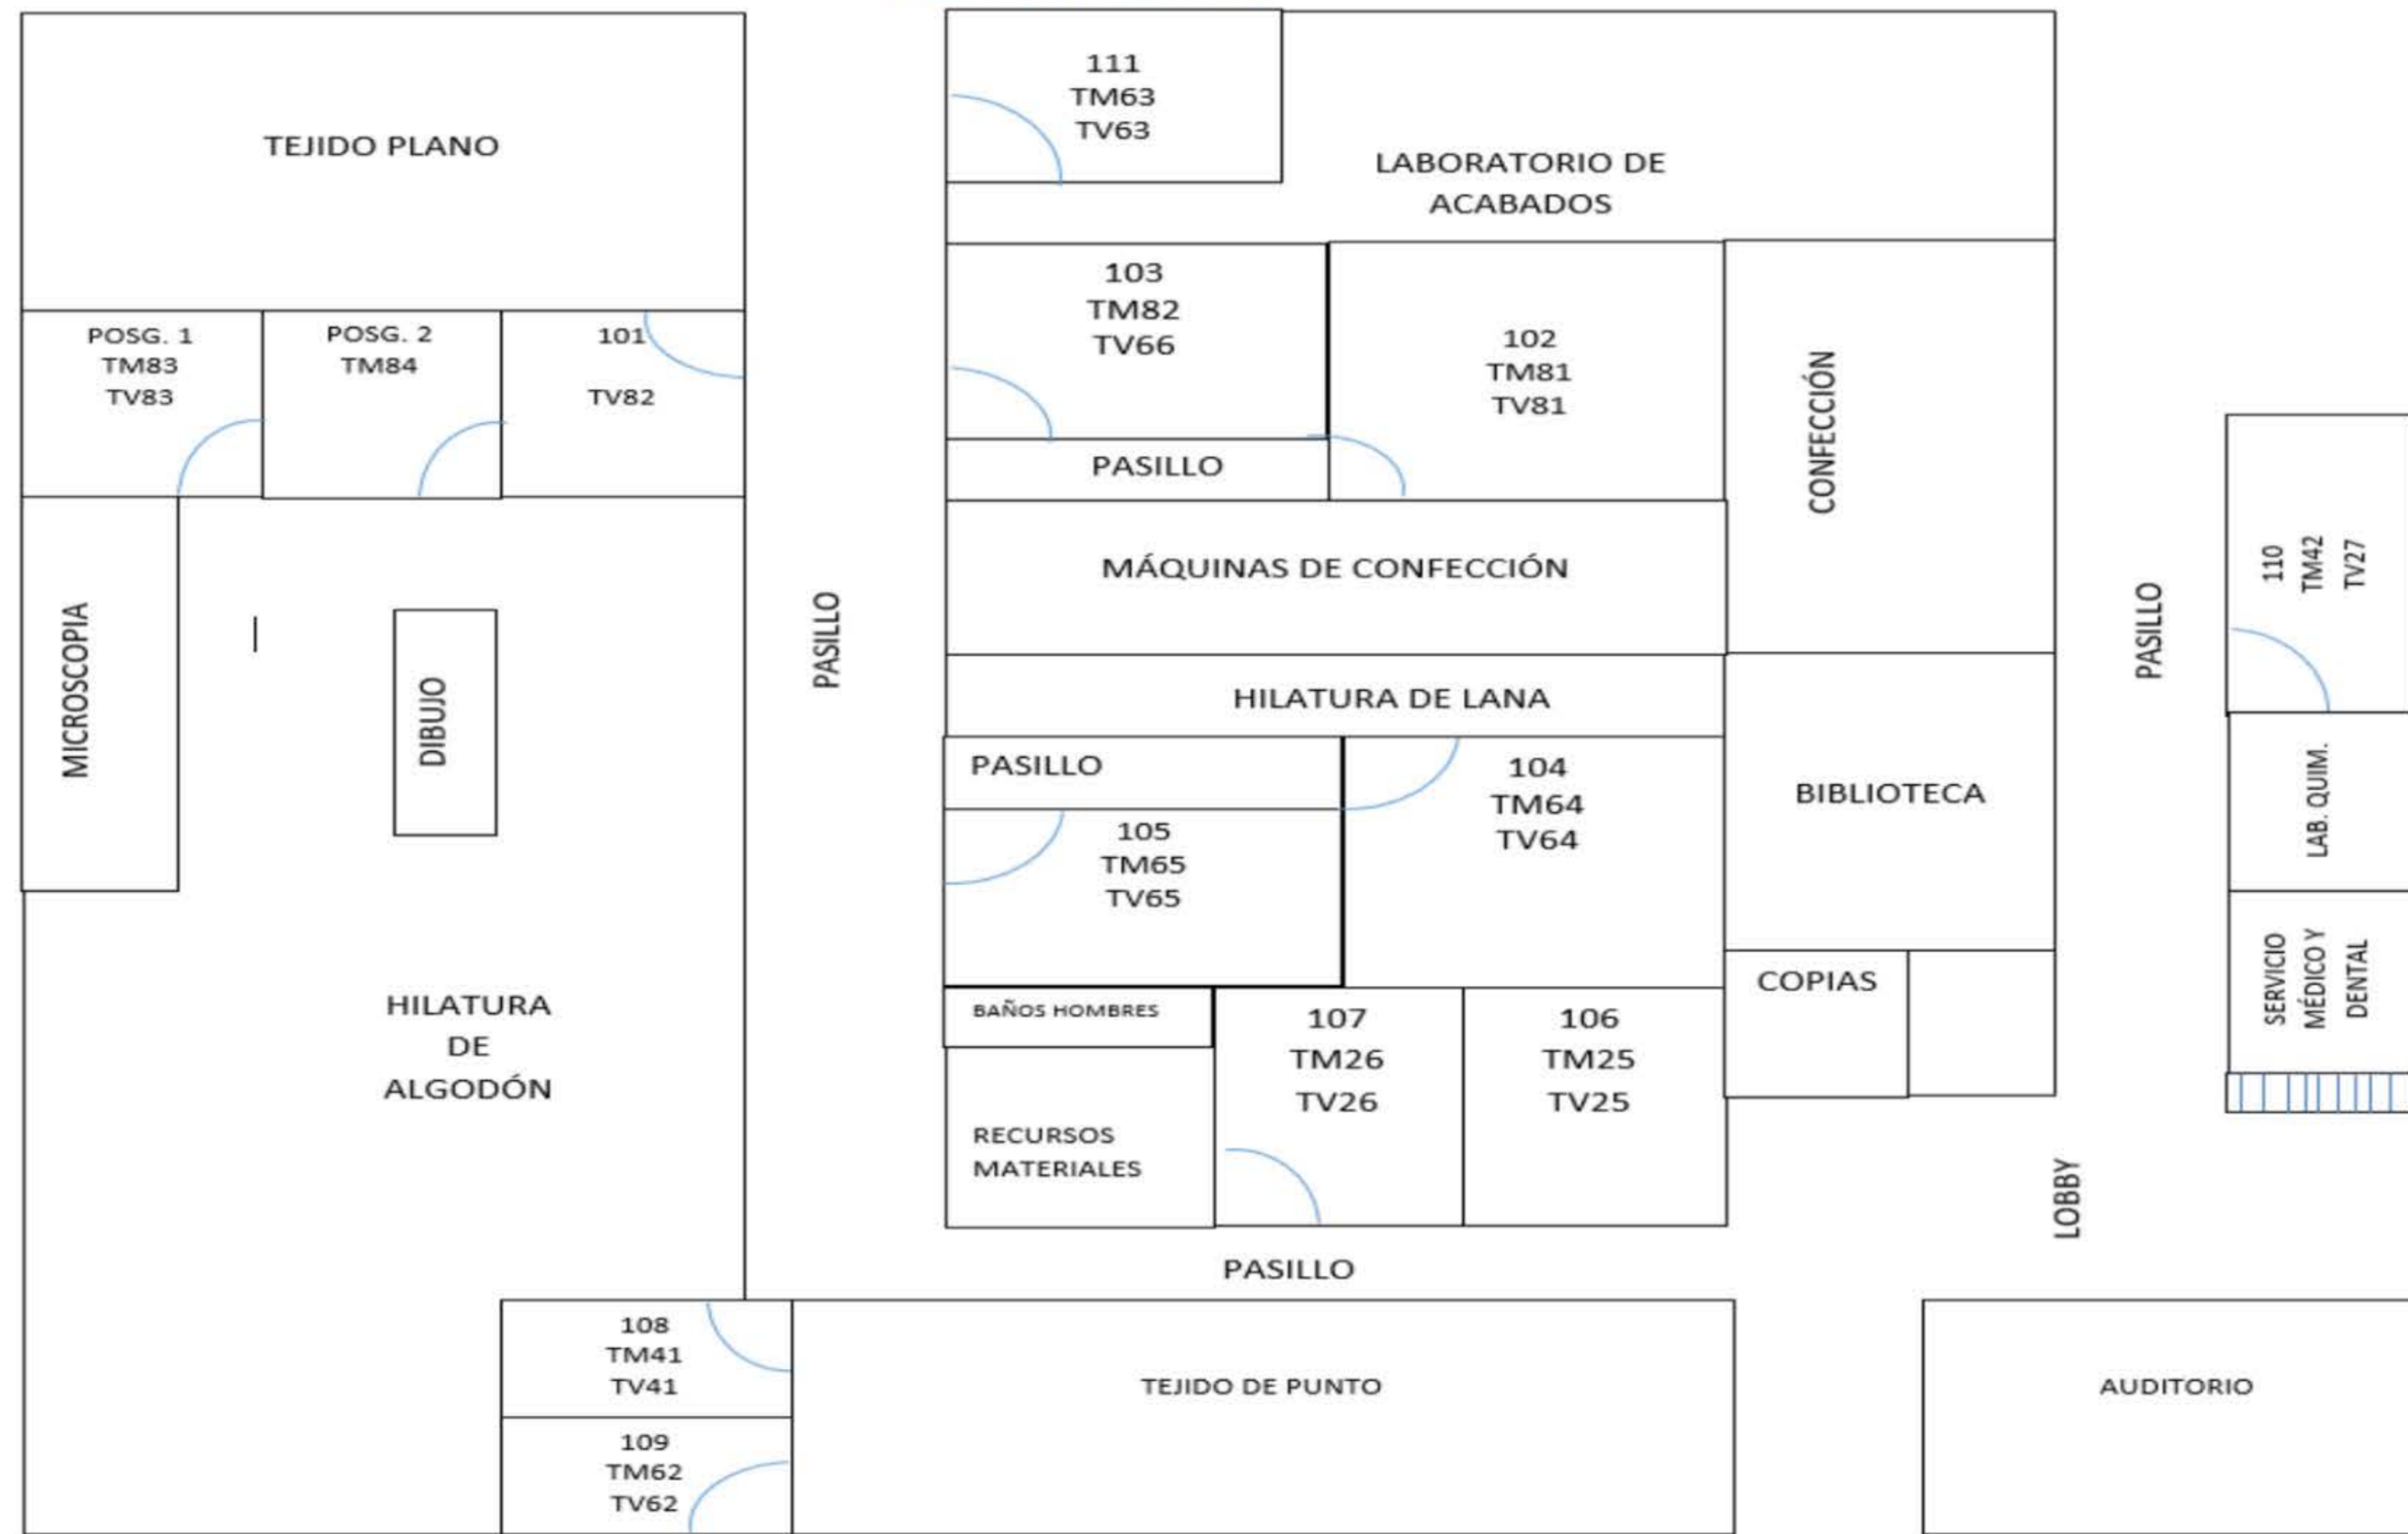 TEJIDO PLANO
POSG. 1
TM83
TV83
POSG. 2
TM84
101
TV82
MICROSCOPIA
DIBUJO
HILATURA
DE
ALGODÓN
108
TM41
TV41
109
TM62
TV62
PASILLO
111
TM63
TV63
LABORATORIO DE
ACABADOS
103
TM82
TV66
102
TM81
TV81
PASILLO
CONFECCIÓN
MÁQUINAS DE CONFECCIÓN
HILATURA DE LANA
PASILLO
104
TM64
TV64
105
TM65
TV65
BIBLIOTECA
BAÑOS HOMBRES
107
TM26
TV26
106
TM25
TV25
COPIAS
RECURSOS
MATERIALES
PASILLO
TEJIDO DE PUNTO
PASILLO
110
TM42
TV27
LAB. QUIM.
SERVICIO
MÉDICO Y
DENTAL
LOBBY
AUDITORIO